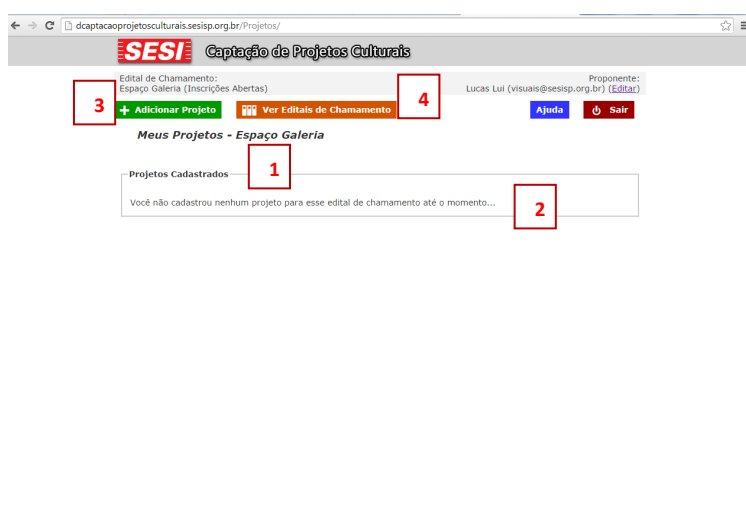 dcaptacaoprojetosculturais.sesisp.org.br/Projetos/
SESI Captação de Projetos Culturais
Edital de Chamamento:
Espaço Galeria (Inscrições Abertas)
Proponente:
Lucas Lui (visuais@sesisp.org.br) (Editar)
3
4
+ Adicionar Projeto
Ver Editais de Chamamento
Ajuda
Sair
Meus Projetos - Espaço Galeria
1
Projetos Cadastrados
Você não cadastrou nenhum projeto para esse edital de chamamento até o momento...
2